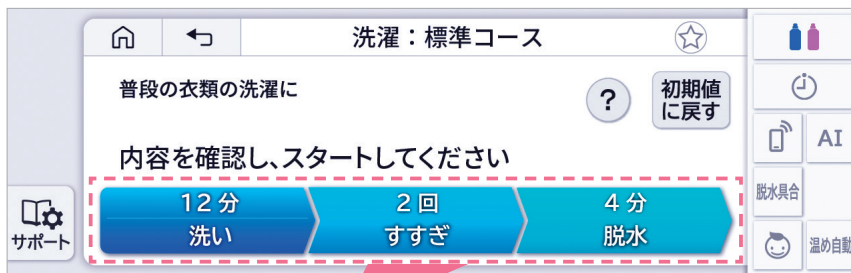 洗濯：標準コース
普段の衣類の洗濯に
?
初期値
に戻す
内容を確認し、スタートしてください
12分
洗い
2回
すすぎ
4分
脱水
サポート
AI
脱水具合
温め自動